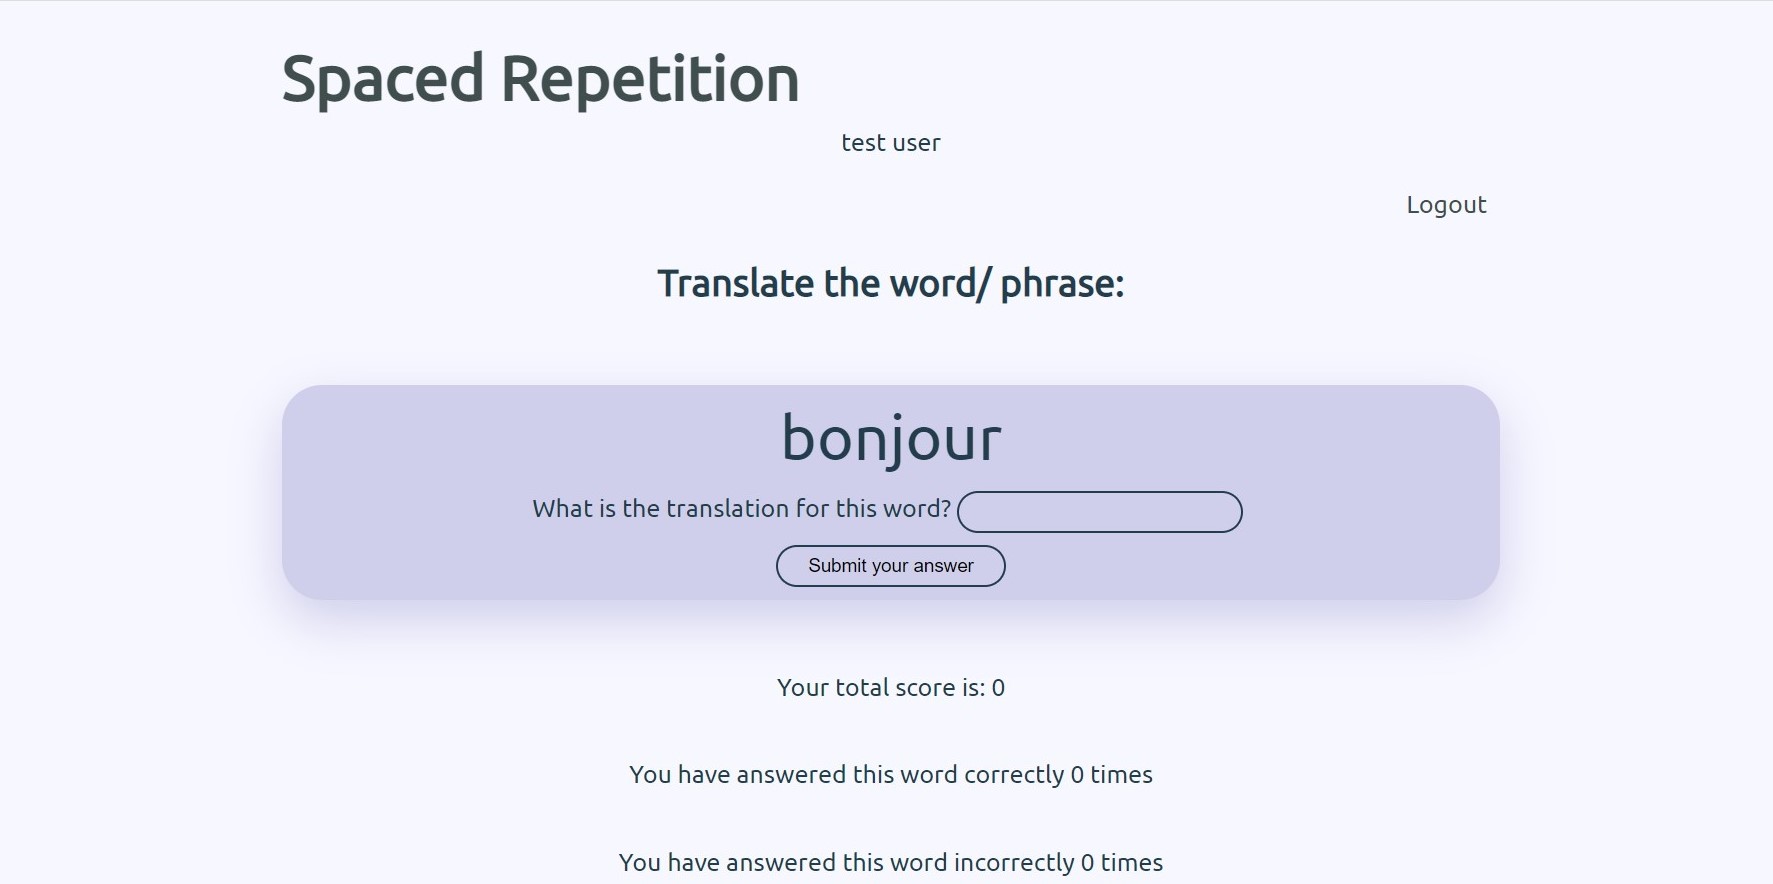 Spaced Repetition
test user
Logout
Translate the word/ phrase:
bonjour
What is the translation for this word?
Submit your answer
Your total score is: 0
You have answered this word correctly 0 times
You have answered this word incorrectly 0 times